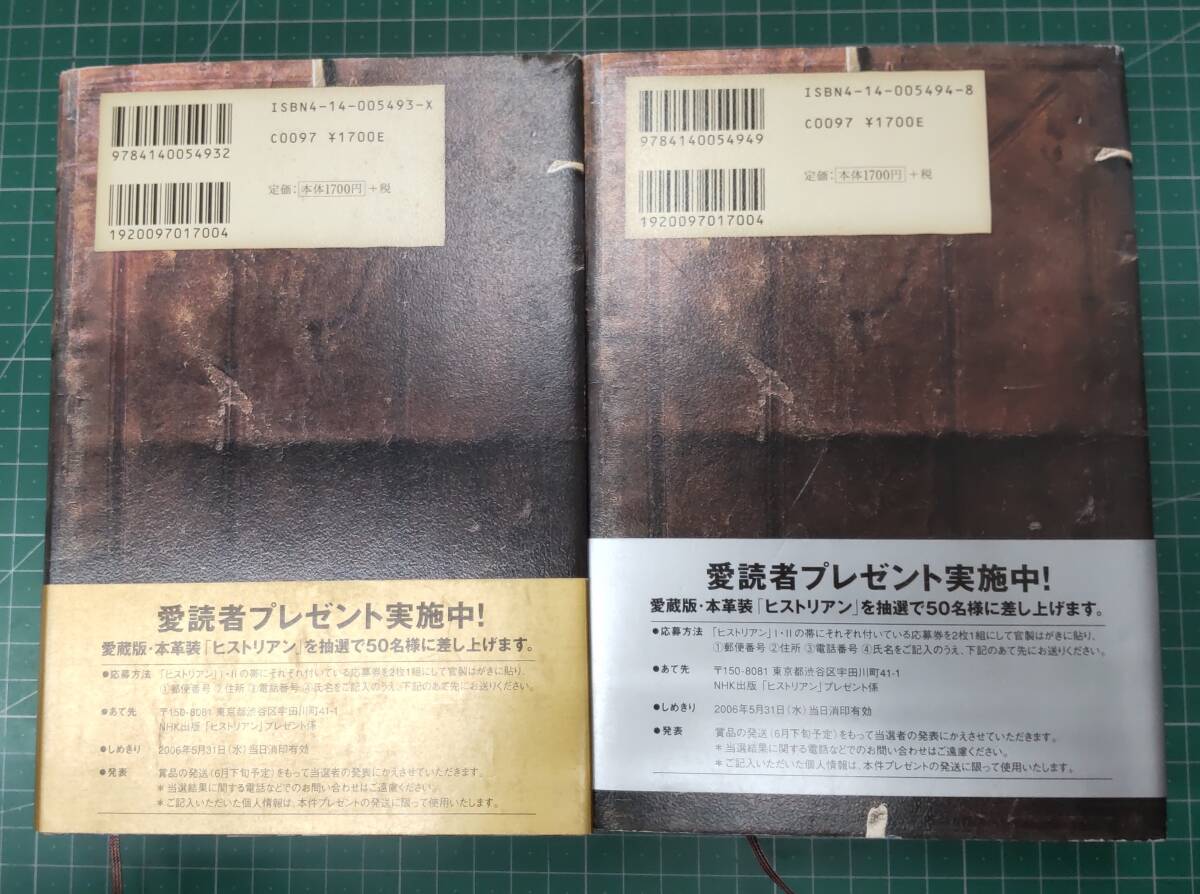 ISBN4-14-005493-X
9784140054932
C0097 ¥1700E
1920097017004
定価:本体1700円+税
愛読者プレゼント実施中!
愛蔵版・本革装「ヒストリアン」を抽選で50名様に差し上げます。
●応募方法 「ヒストリアン」I・IIの帯にそれぞれ付いている応募券を2枚1組にして官製はがきに貼り、
①郵便番号 ②住所 ③電話番号 ④氏名をご記入のうえ、下記のあて先にお送りください。
●あて先 〒150-8081 東京都渋谷区宇田川町41-1
NHK出版「ヒストリアン」プレゼント係
●しめきり 2006年5月31日(水)当日消印有効
●発表 賞品の発送(6月下旬予定)をもって当選者の発表にかえさせていただきます。
*当選結果に関する電話などでのお問い合わせはご遠慮ください。
*ご記入いただいた個人情報は、本件プレゼントの発送に限って使用いたします。
ISBN4-14-005494-8
9784140054949
C0097 ¥1700E
1920097017004
定価:本体1700円+税
愛読者プレゼント実施中!
愛蔵版・本革装「ヒストリアン」を抽選で50名様に差し上げます。
●応募方法 「ヒストリアン」I・IIの帯にそれぞれ付いている応募券を2枚1組にして官製はがきに貼り、
①郵便番号 ②住所 ③電話番号 ④氏名をご記入のうえ、下記のあて先にお送りください。
●あて先 〒150-8081 東京都渋谷区宇田川町41-1
NHK出版「ヒストリアン」プレゼント係
●しめきり 2006年5月31日(水)当日消印有効
●発表 賞品の発送(6月下旬予定)をもって当選者の発表にかえさせていただきます。
*当選結果に関する電話などでのお問い合わせはご遠慮ください。
*ご記入いただいた個人情報は、本件プレゼントの発送に限って使用いたします。